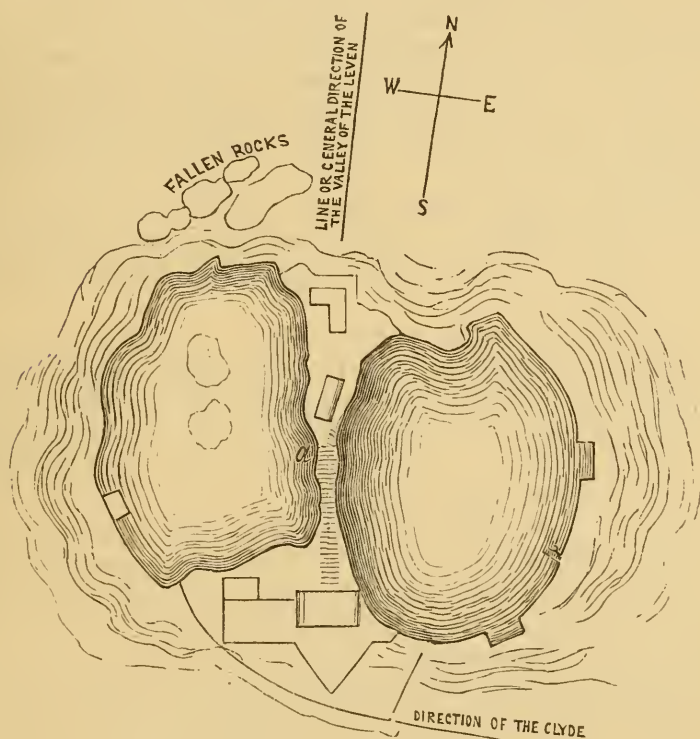 LINE OR GENERAL DIRECTION OF
THE VALLEY OF THE LEVEN
N
W
E
S
FALLEN ROCKS
a
DIRECTION OF THE CLYDE